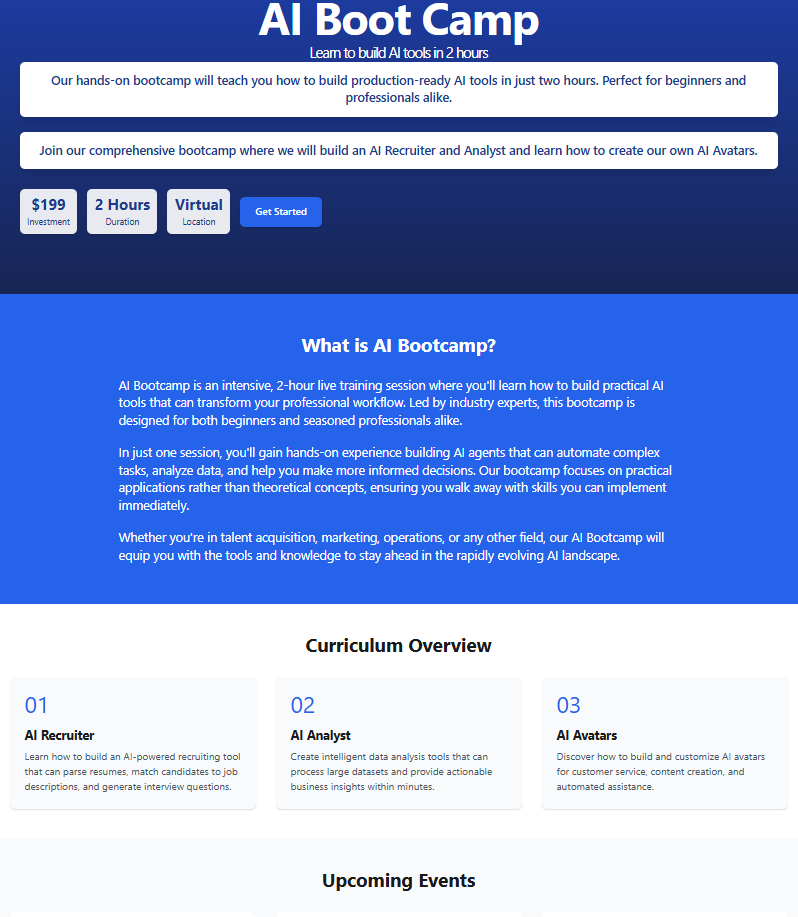 AI Boot Camp
Learn to build AI tools in 2 hours
Our hands-on bootcamp will teach you how to build production-ready AI tools in just two hours. Perfect for beginners and
professionals alike.
Join our comprehensive bootcamp where we will build an AI Recruiter and Analyst and learn how to create our own AI Avatars.
$199
Investment
2 Hours
Duration
Virtual
Location
Get Started
What is AI Bootcamp?
AI Bootcamp is an intensive, 2-hour live training session where you'll learn how to build practical AI
tools that can transform your professional workflow. Led by industry experts, this bootcamp is
designed for both beginners and seasoned professionals alike.
In just one session, you'll gain hands-on experience building AI agents that can automate complex
tasks, analyze data, and help you make more informed decisions. Our bootcamp focuses on practical
applications rather than theoretical concepts, ensuring you walk away with skills you can implement
immediately.
Whether you're in talent acquisition, marketing, operations, or any other field, our AI Bootcamp will
equip you with the tools and knowledge to stay ahead in the rapidly evolving AI landscape.
Curriculum Overview
01
AI Recruiter
Learn how to build an AI-powered recruiting tool
that can parse resumes, match candidates to job
descriptions, and generate interview questions.
02
AI Analyst
Create intelligent data analysis tools that can
process large datasets and provide actionable
business insights within minutes.
03
AI Avatars
Discover how to build and customize AI avatars
for customer service, content creation, and
automated assistance.
Upcoming Events